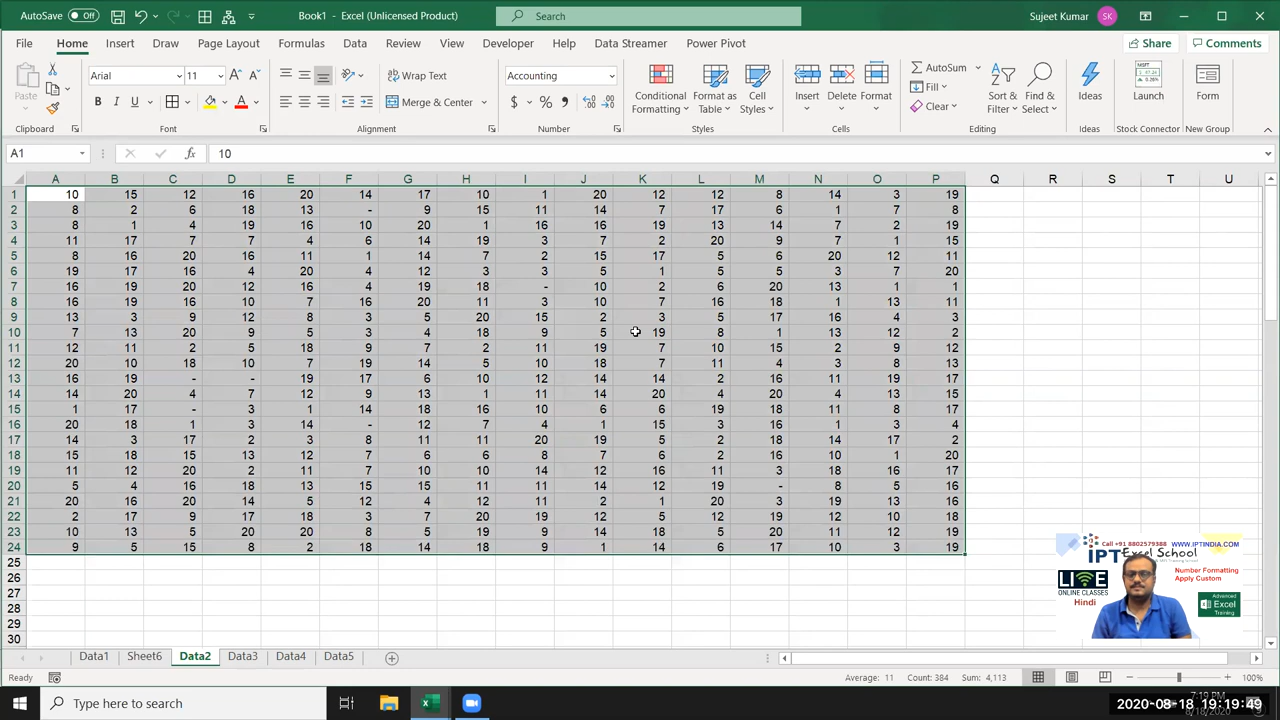 AutoSave Off Book1 - Excel (Unlicensed Product) Search Sujeet Kumar SK
File Home Insert Draw Page Layout Formulas Data Review View Developer Help Data Streamer Power Pivot Share Comments
Paste Arial 11 Wrap Text Accounting Conditional Formatting Format as Table Cell Styles Insert Delete Format AutoSum Fill Clear Sort & Filter Find & Select Ideas Launch Form
B I U A Merge & Center $ % ,
Clipboard Font Alignment Number Styles Cells Editing Ideas Stock Connector New Group
A1 fx 10
A B C D E F G H I J K L M N O P Q R S T U
1 10 15 12 16 20 14 17 10 1 20 12 12 8 14 3 19
2 8 2 6 18 13 - 9 15 11 14 7 17 6 1 7 8
3 8 1 4 19 16 10 20 1 16 16 19 13 14 7 2 19
4 11 17 7 7 4 6 14 19 3 7 2 20 9 7 1 15
5 8 16 20 16 11 1 14 7 2 15 17 5 6 20 12 11
6 19 17 16 4 20 4 12 3 3 5 1 5 5 3 7 20
7 16 19 20 12 16 4 19 18 - 10 2 6 20 13 1 1
8 16 19 16 10 7 16 20 11 3 10 7 16 18 1 13 11
9 13 3 9 12 8 3 5 20 15 2 3 5 17 16 4 3
10 7 13 20 9 5 3 4 18 9 5 19 8 1 13 12 2
11 12 11 2 5 18 9 7 2 11 19 7 10 15 2 9 12
12 20 10 18 10 7 19 14 5 10 18 7 11 4 3 8 13
13 16 19 - - 19 17 6 10 12 14 14 2 16 11 19 17
14 14 20 4 7 12 9 13 1 11 14 20 4 20 4 13 15
15 1 17 - 3 1 14 18 16 10 6 6 19 18 11 8 17
16 20 18 1 3 14 - 12 7 4 1 15 3 16 1 3 4
17 14 3 17 2 3 8 11 11 20 19 5 2 18 14 17 2
18 15 18 15 13 12 7 6 6 8 7 6 2 16 10 1 20
19 11 12 20 2 11 7 10 10 14 12 16 11 3 18 16 17
20 5 4 16 18 13 15 15 11 11 14 12 19 - 8 5 16
21 20 16 20 14 5 12 4 12 11 2 1 20 3 19 13 16
22 2 17 9 17 18 3 7 20 19 12 5 12 19 12 10 18
23 10 13 5 20 20 8 5 19 9 14 18 5 20 11 12 19
24 9 5 15 8 2 18 14 18 9 1 14 6 17 10 3 19
25
26
27
28
29
30
Call +91 8802579388 WWW.IPTINDIA.COM
IPT Excel School
LIVE
ONLINE CLASSES
Hindi
Number Formatting
Apply Custom
Advanced
Excel
Training
Data1 Sheet6 Data2 Data3 Data4 Data5
Ready Average: 11 Count: 384 Sum: 4,113 100%
Type here to search
7:19 PM
2020-08-18 19:19:49
8/18/2020